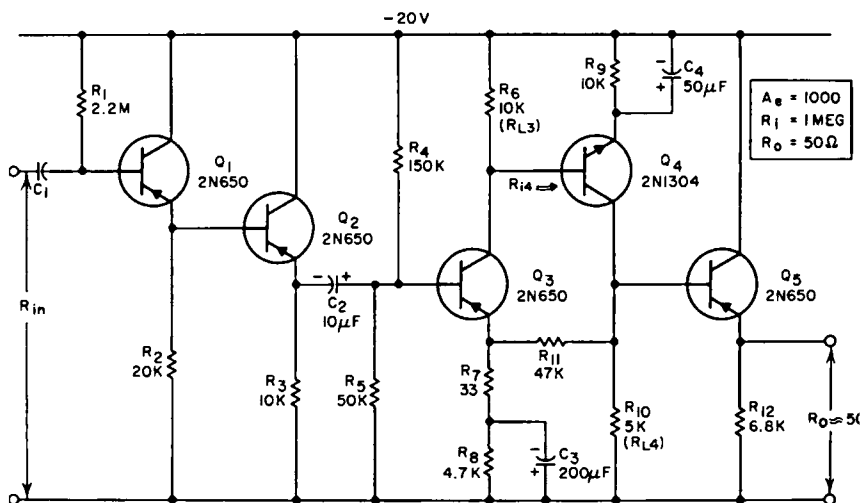 −20V
R1
2.2M
C1
Q1
2N650
Rin
R2
20K
Q2
2N650
− +
C2
10μF
R3
10K
R4
150K
R5
50K
R6
10K
(RL3)
Ri4
Q3
2N650
R7
33
R11
47K
R8
4.7K
−
+
C3
200μF
R9
10K
−
+
C4
50μF
Q4
2N1304
R10
5K
(RL4)
Q5
2N650
R12
6.8K
Ae = 1000
Ri = 1 MEG
Ro = 50Ω
Ro≈50